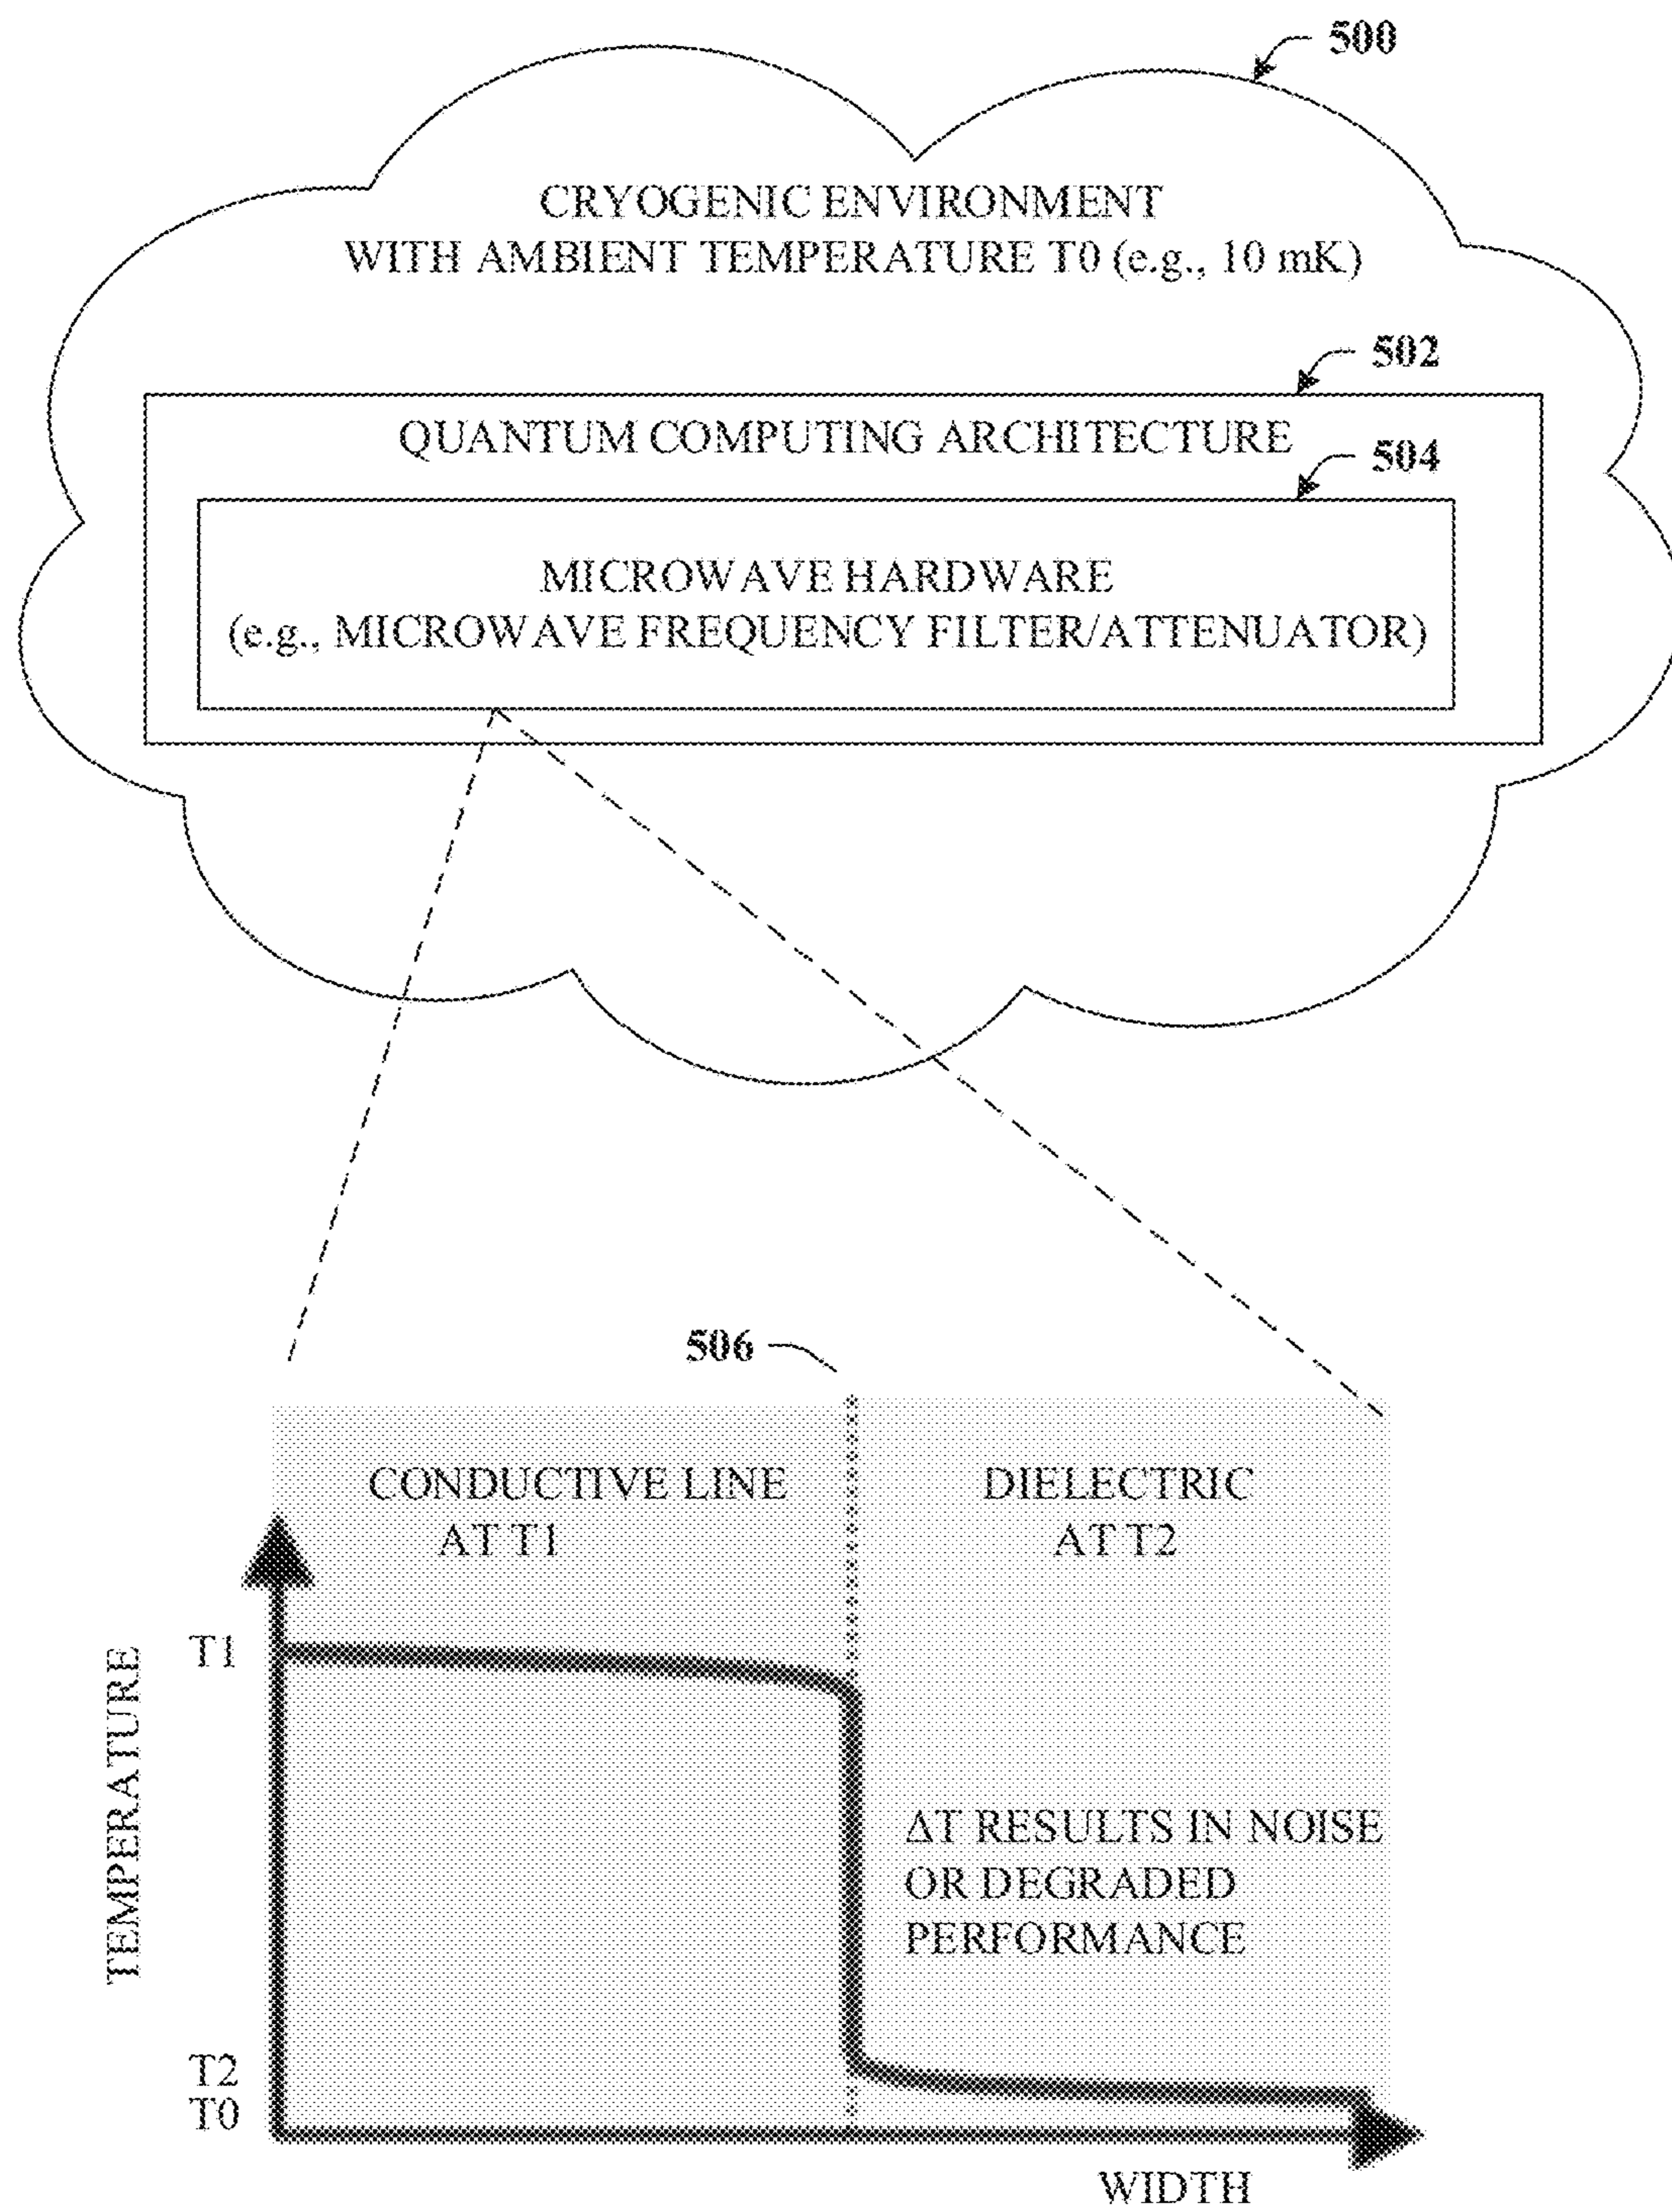 500
CRYOGENIC ENVIRONMENT
WITH AMBIENT TEMPERATURE T0 (e.g., 10 mK)
502
QUANTUM COMPUTING ARCHITECTURE
504
MICROWAVE HARDWARE
(e.g., MICROWAVE FREQUENCY FILTER/ATTENUATOR)
506
CONDUCTIVE LINE
AT T1
DIELECTRIC
AT T2
TEMPERATURE
T1
ΔT RESULTS IN NOISE
OR DEGRADED
PERFORMANCE
T2
T0
WIDTH